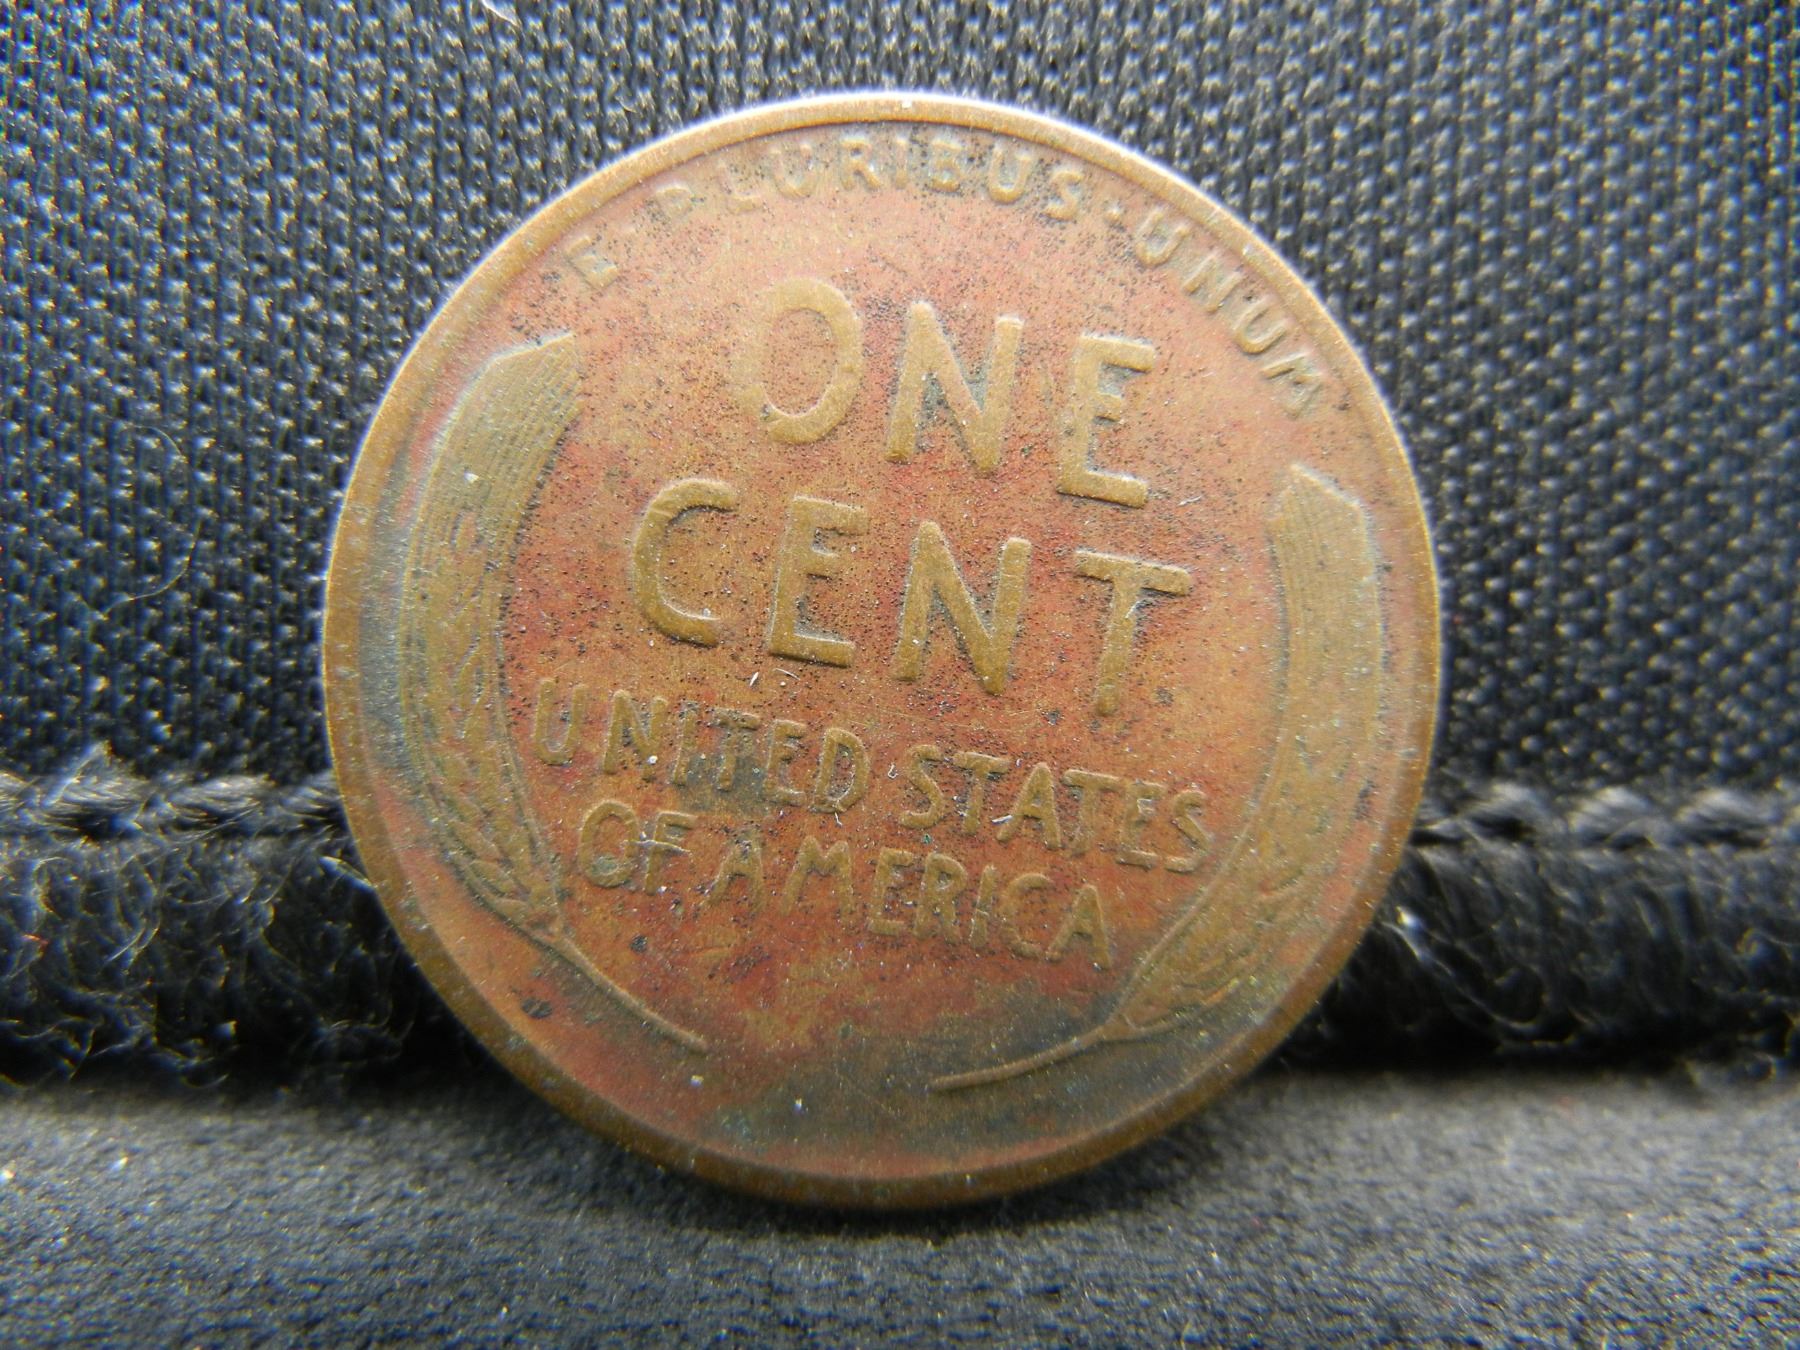 E · PLURIBUS · UNUM
ONE
CENT
UNITED STATES
OF AMERICA